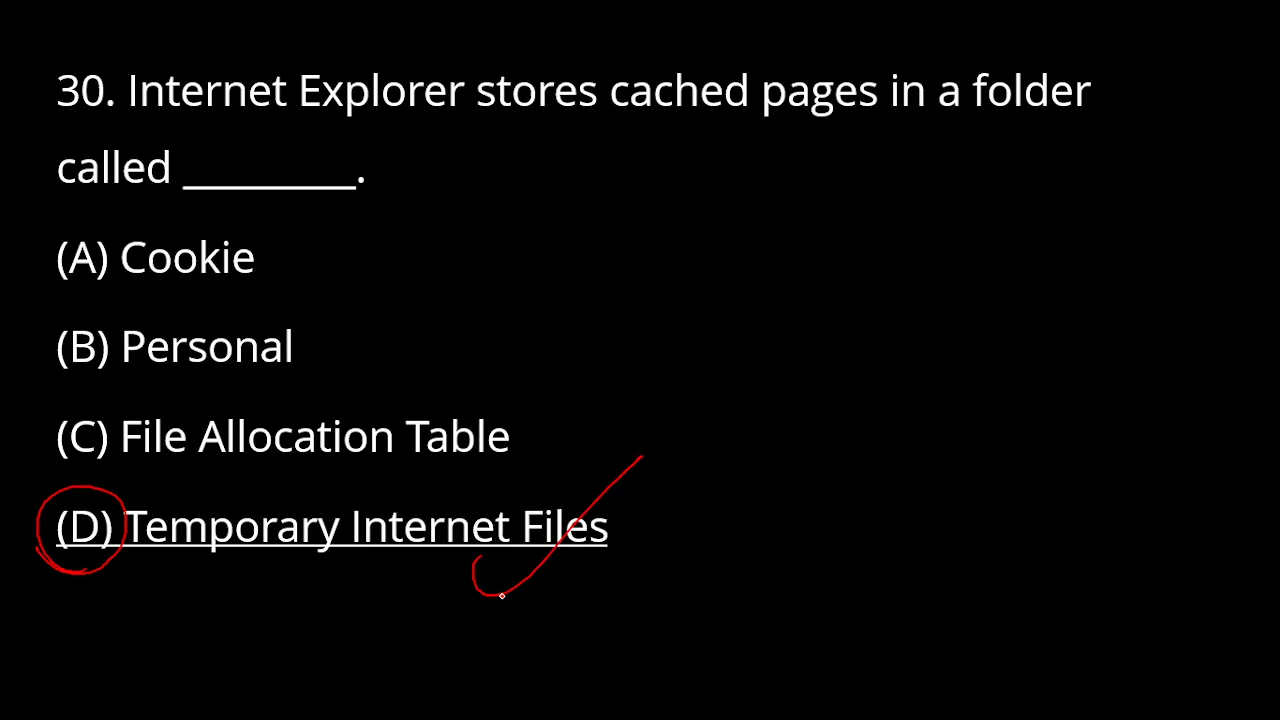 30. Internet Explorer stores cached pages in a folder
called _________.
(A) Cookie
(B) Personal
(C) File Allocation Table
(D) Temporary Internet Files